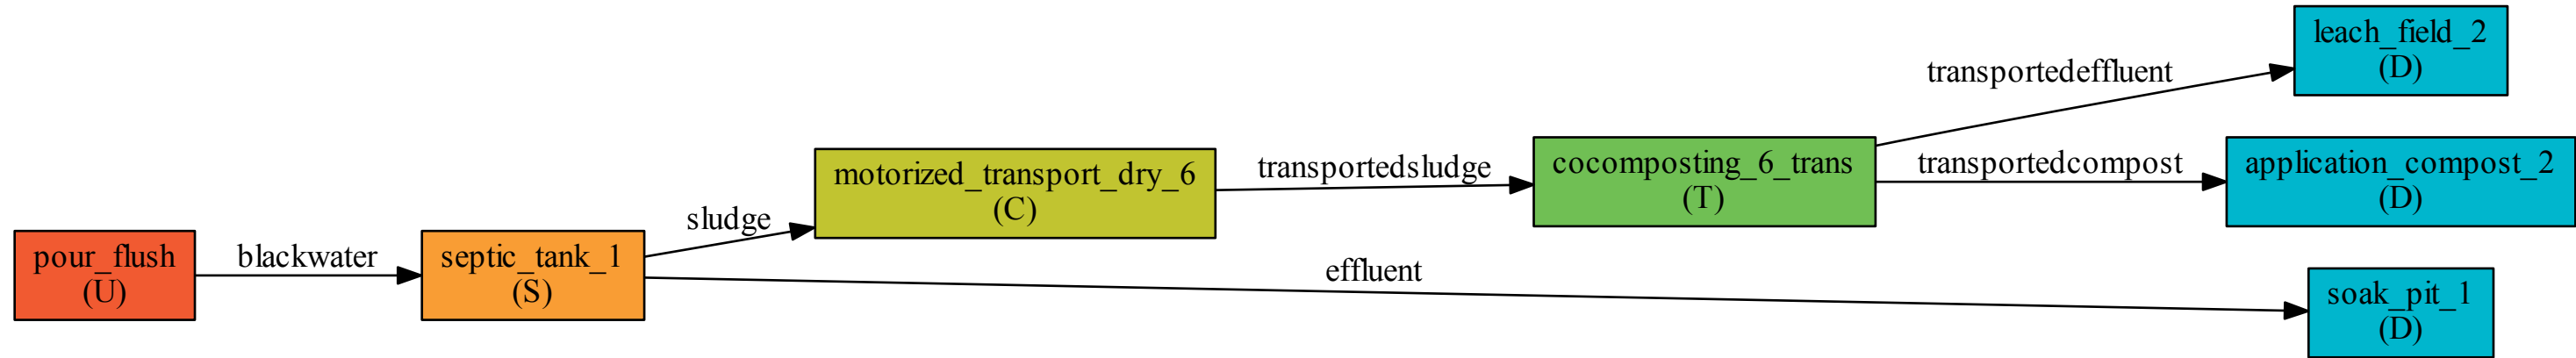 pour_flush
(U)
blackwater
septic_tank_1
(S)
sludge
motorized_transport_dry_6
(C)
transportedsludge
cocomposting_6_trans
(T)
transportedeffluent
leach_field_2
(D)
transportedcompost
application_compost_2
(D)
effluent
soak_pit_1
(D)